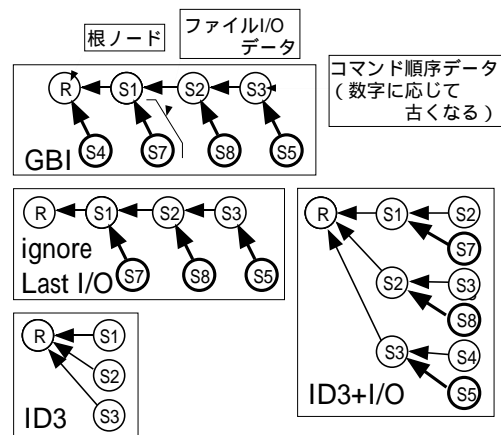 根ノード
ファイルI/O
データ
コマンド順序データ
(数字に応じて
古くなる)
R S1 S2 S3
S4 S7 S8 S5
GBI
R S1 S2 S3
ignore
Last I/O
S7 S8 S5
R S1 S2
S7
S2 S3
S8
S3 S4
S5
ID3+I/O
R S1
S2
S3
ID3